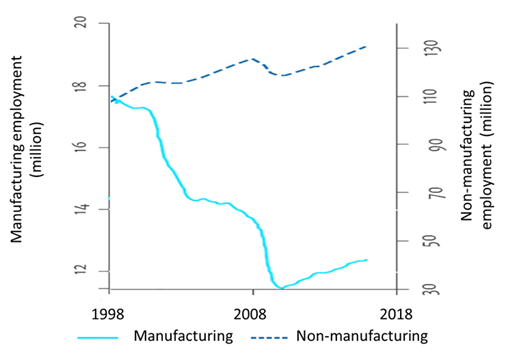 Manufacturing employment
(million)
20
18
16
14
12
130
110
90
70
50
30
Non-manufacturing
employment (million)
1998
2008
2018
Manufacturing
Non-manufacturing